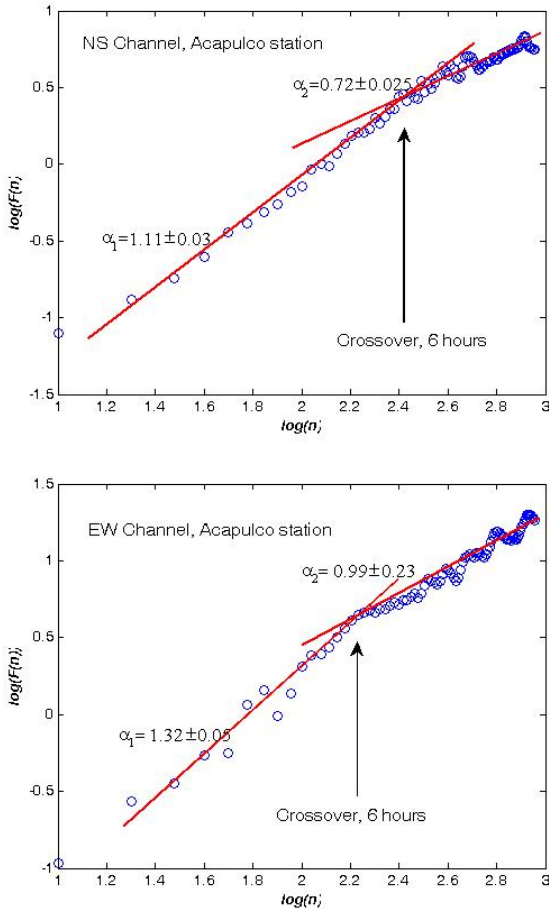 1
NS Channel, Acapulco station
α2=0.72±0.025
0.5
0
log(F(n)
-0.5
α1=1.11±0.03
-1
Crossover, 6 hours
-1.5
1 1.2 1.4 1.6 1.8 2 2.2 2.4 2.6 2.8 3
log(n)
1.5
EW Channel, Acapulco station
1
α2 = 0.99±0.23
0.5
log(F(n)
0
α1 = 1.32±0.05
-0.5
Crossover, 6 hours
-1
1 1.2 1.4 1.6 1.8 2 2.2 2.4 2.6 2.8 3
log(n)